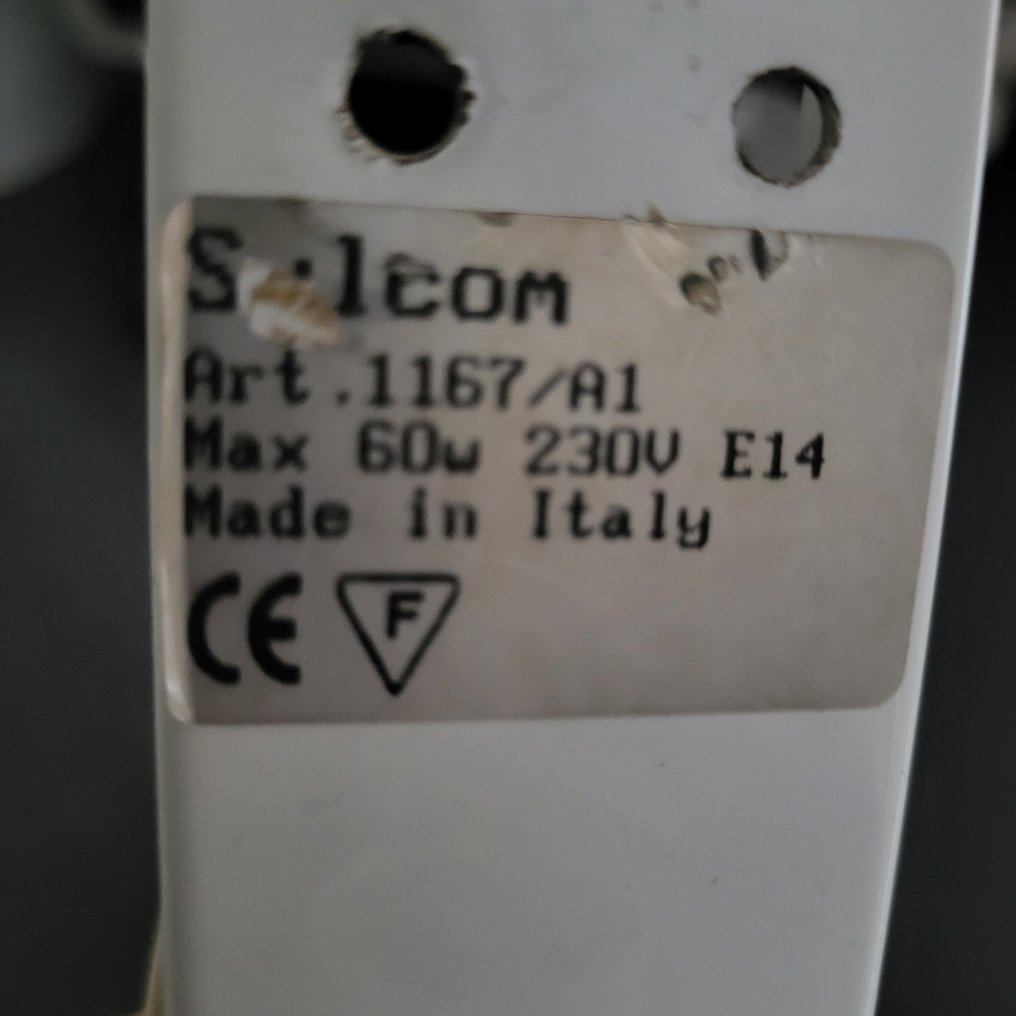 Art.1167/A1
Max 60w 230V E14
Made in Italy
CE F